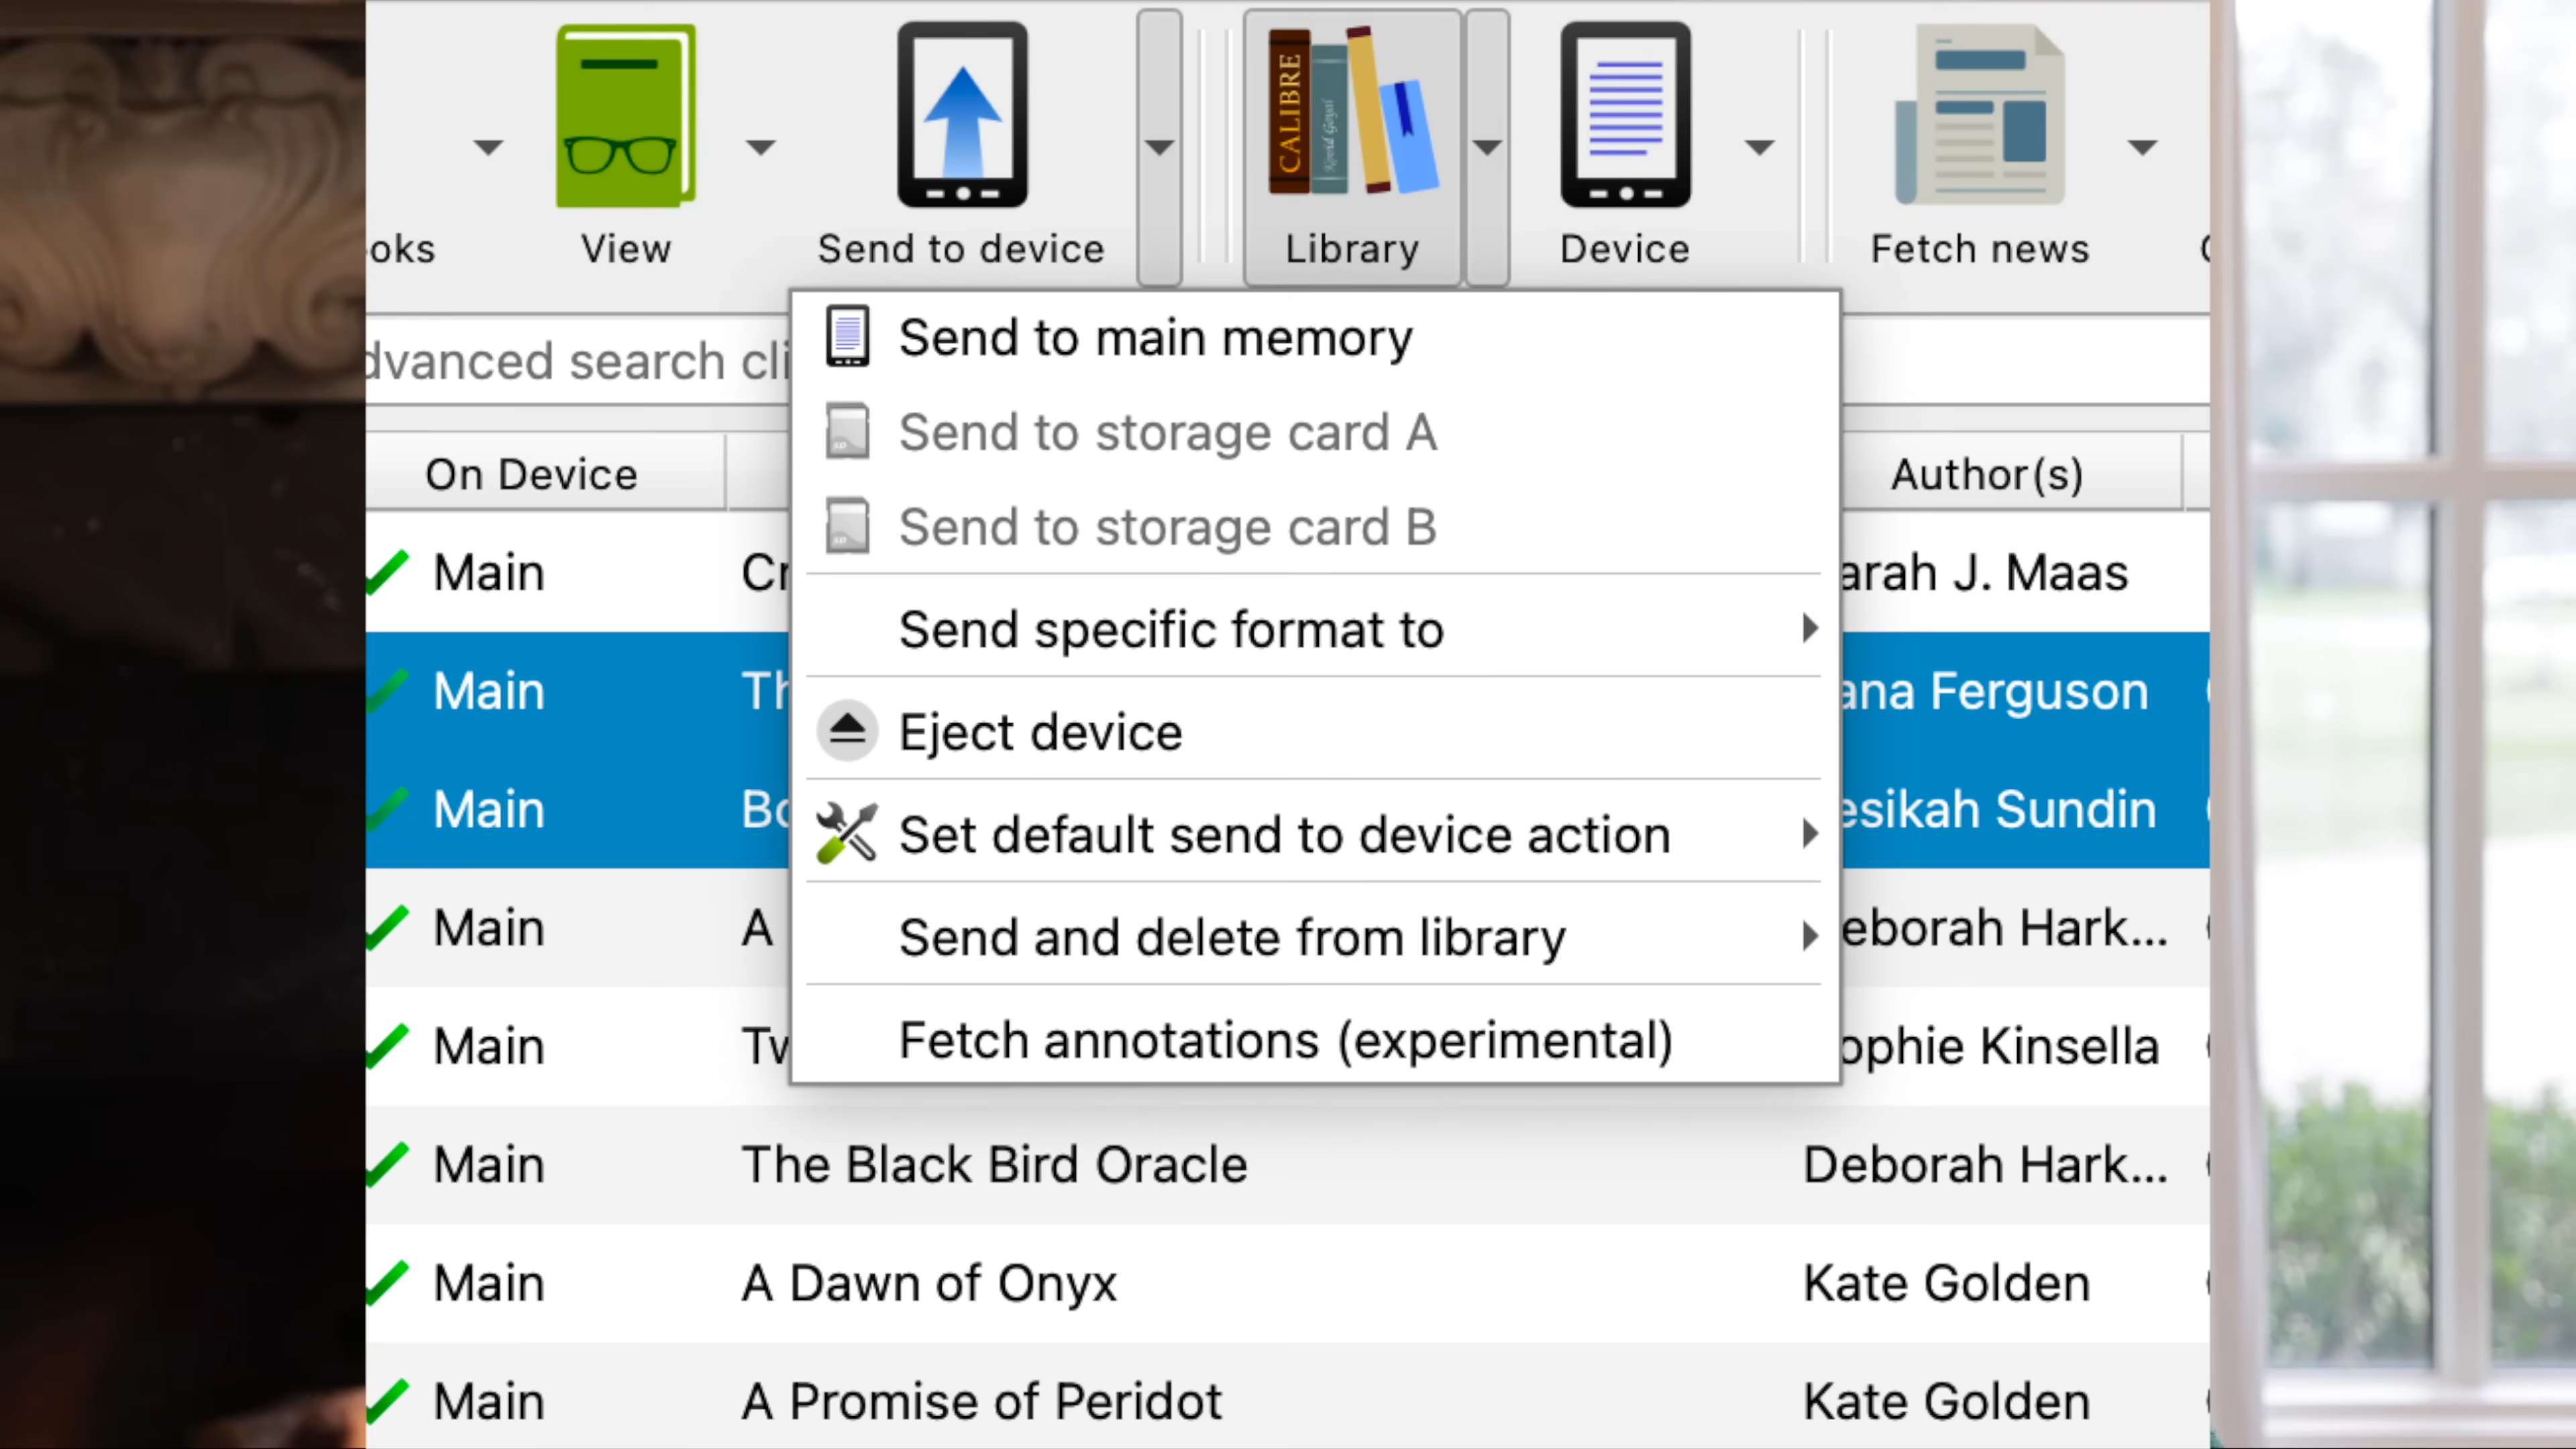 oks
View
Send to device
CALIBRE
Kovid Goyal
Library
Device
Fetch news
dvanced search cli
Send to main memory
Send to storage card A
Send to storage card B
Send specific format to
Eject device
Set default send to device action
Send and delete from library
Fetch annotations (experimental)
On Device
Author(s)
Main Cr arah J. Maas
Main Th ana Ferguson
Main Bo esikah Sundin
Main A eborah Hark...
Main Tw ophie Kinsella
Main The Black Bird Oracle Deborah Hark...
Main A Dawn of Onyx Kate Golden
Main A Promise of Peridot Kate Golden